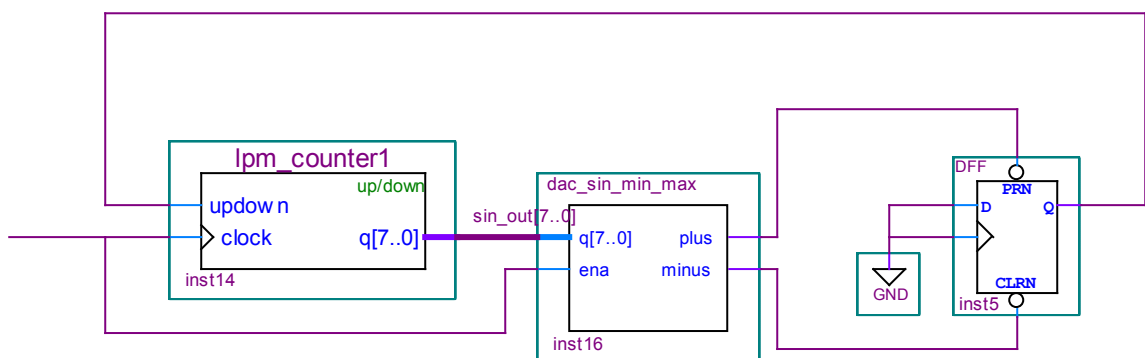 lpm_counter1
up/down
updown
clock
q[7..0]
inst14
sin_out[7..0]
dac_sin_min_max
q[7..0]
plus
ena
minus
inst16
GND
DFF
PRN
D
Q
CLRN
inst5